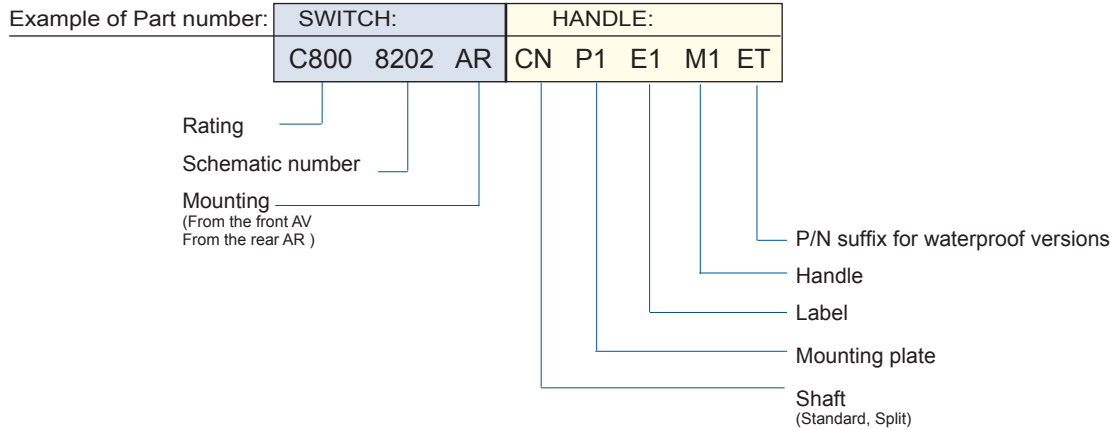 Example of Part number: SWITCH: HANDLE:
C800 8202 AR CN P1 E1 M1 ET
Rating
Schematic number
Mounting
(From the front AV
From the rear AR )
P/N suffix for waterproof versions
Handle
Label
Mounting plate
Shaft
(Standard, Split)